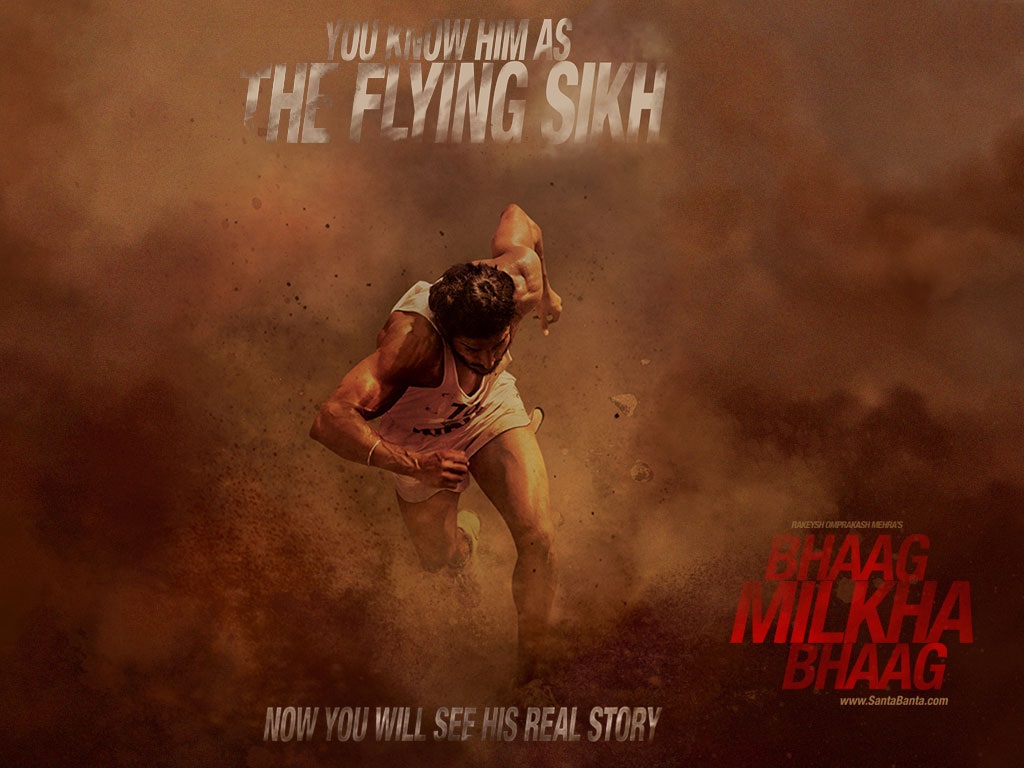 YOU KNOW HIM AS
THE FLYING SIKH
RAKEYSH OMPRAKASH MEHRA'S
BHAAG
MILKHA
BHAAG
www.SantaBanta.com
NOW YOU WILL SEE HIS REAL STORY